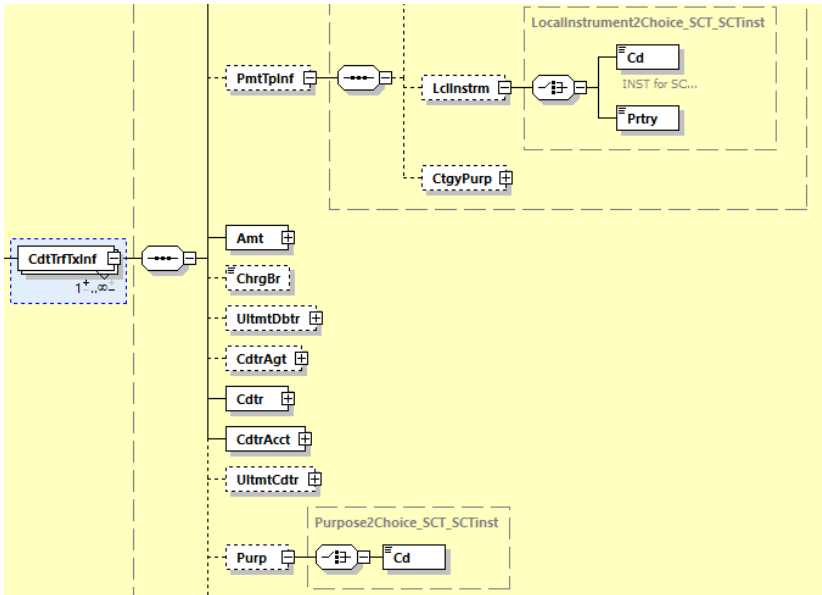 LocalInstrument2Choice_SCT_SCTinst
Cd
INST for SC...
PmtTpInf
LclInstrm
Prtry
CtgyPurp
Amt
CdtTrfTxInf
1..∞
ChrgBr
UltmtDbtr
CdtrAgt
Cdtr
CdtrAcct
UltmtCdtr
Purpose2Choice_SCT_SCTinst
Purp
Cd